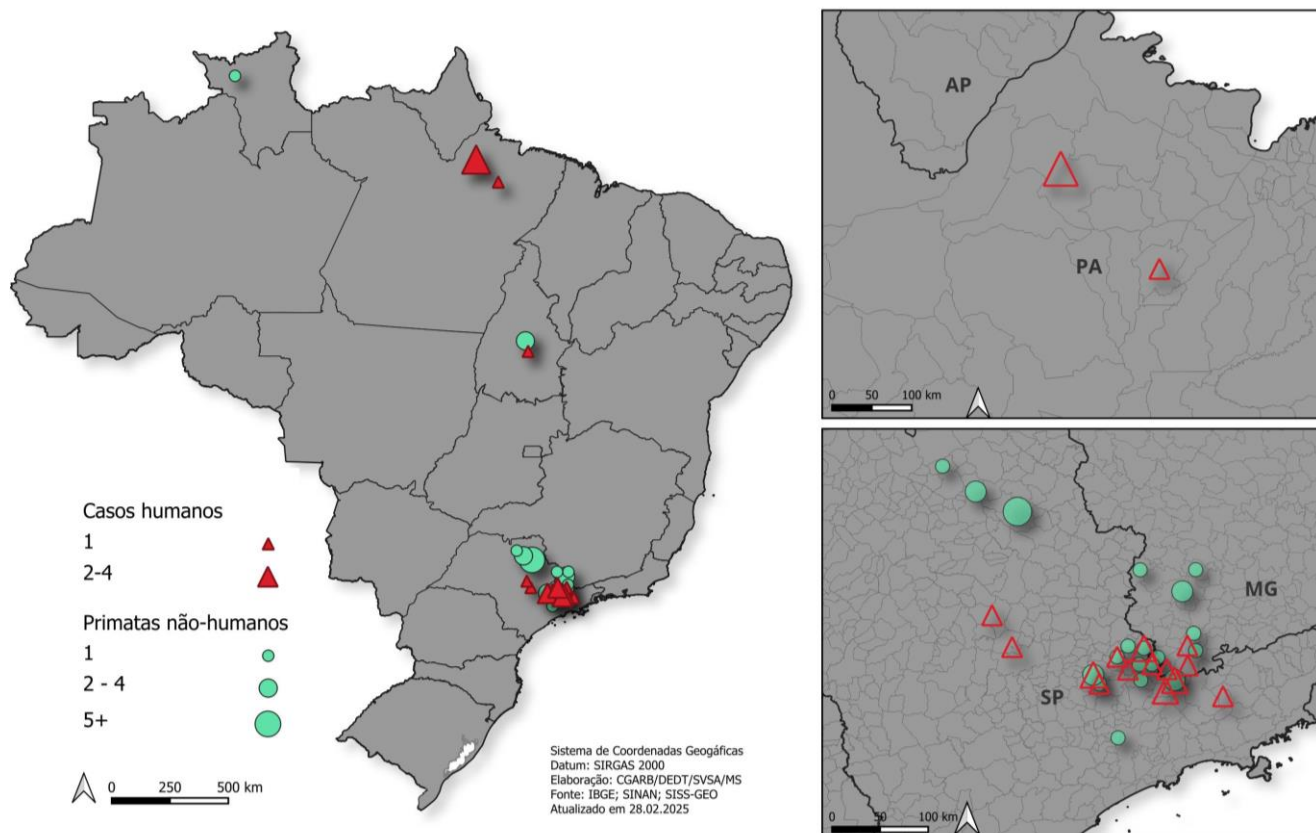 Casos humanos
1
2-4
Primatas não-humanos
1
2 - 4
5+
0 250 500 km
Sistema de Coordenadas Geogáficas
Datum: SIRGAS 2000
Elaboração: CGARB/DEDT/SVSA/MS
Fonte: IBGE; SINAN; SISS-GEO
Atualizado em 28.02.2025
AP
PA
0 50 100 km
MG
SP
0 50 100 km